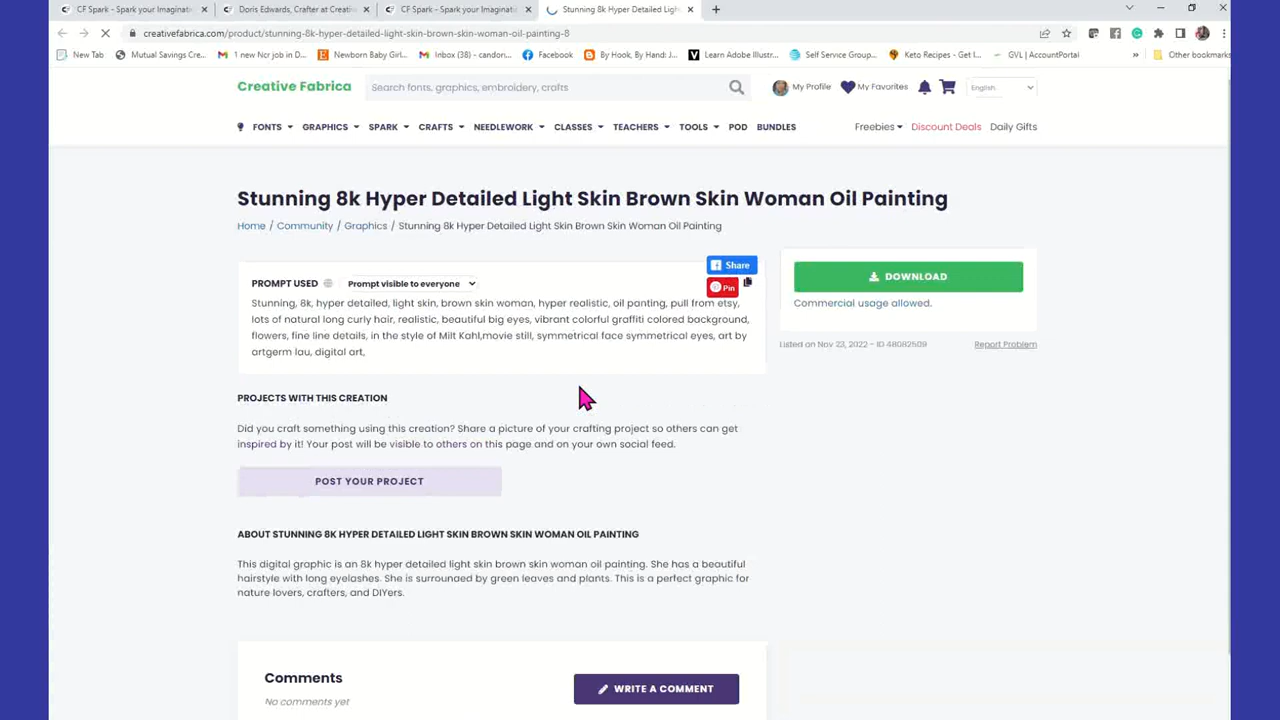 CF Spark - Spark your Imaginati
Doris Edwards, Crafter at Creativ
CF Spark - Spark your Imaginati
Stunning 8k Hyper Detailed Light
creativefabrica.com/product/stunning-8k-hyper-detailed-light-skin-brown-skin-woman-oil-painting-8
New Tab
Mutual Savings Cre...
1 new Ncr job in D...
Newborn Baby Girl...
Inbox (38) - candon...
Facebook
By Hook, By Hand: J...
Learn Adobe Illustr...
Self Service Group...
Keto Recipes - Get I...
GVL | AccountPortal
»
Other bookmarks
Creative Fabrica
Search fonts, graphics, embroidery, crafts
My Profile
My Favorites
English
FONTS
GRAPHICS
SPARK
CRAFTS
NEEDLEWORK
CLASSES
TEACHERS
TOOLS
POD
BUNDLES
Freebies
Discount Deals
Daily Gifts
Stunning 8k Hyper Detailed Light Skin Brown Skin Woman Oil Painting
Home / Community / Graphics / Stunning 8k Hyper Detailed Light Skin Brown Skin Woman Oil Painting
Share
Pin
PROMPT USED
Prompt visible to everyone
Stunning, 8k, hyper detailed, light skin, brown skin woman, hyper realistic, oil panting, pull from etsy,
lots of natural long curly hair, realistic, beautiful big eyes, vibrant colorful graffiti colored background,
flowers, fine line details, in the style of Milt Kahl,movie still, symmetrical face symmetrical eyes, art by
artgerm lau, digital art,
DOWNLOAD
Commercial usage allowed.
Listed on Nov 23, 2022 - ID 48082509
Report Problem
PROJECTS WITH THIS CREATION
Did you craft something using this creation? Share a picture of your crafting project so others can get
inspired by it! Your post will be visible to others on this page and on your own social feed.
POST YOUR PROJECT
ABOUT STUNNING 8K HYPER DETAILED LIGHT SKIN BROWN SKIN WOMAN OIL PAINTING
This digital graphic is an 8k hyper detailed light skin brown skin woman oil painting. She has a beautiful
hairstyle with long eyelashes. She is surrounded by green leaves and plants. This is a perfect graphic for
nature lovers, crafters, and DIYers.
Comments
No comments yet
WRITE A COMMENT